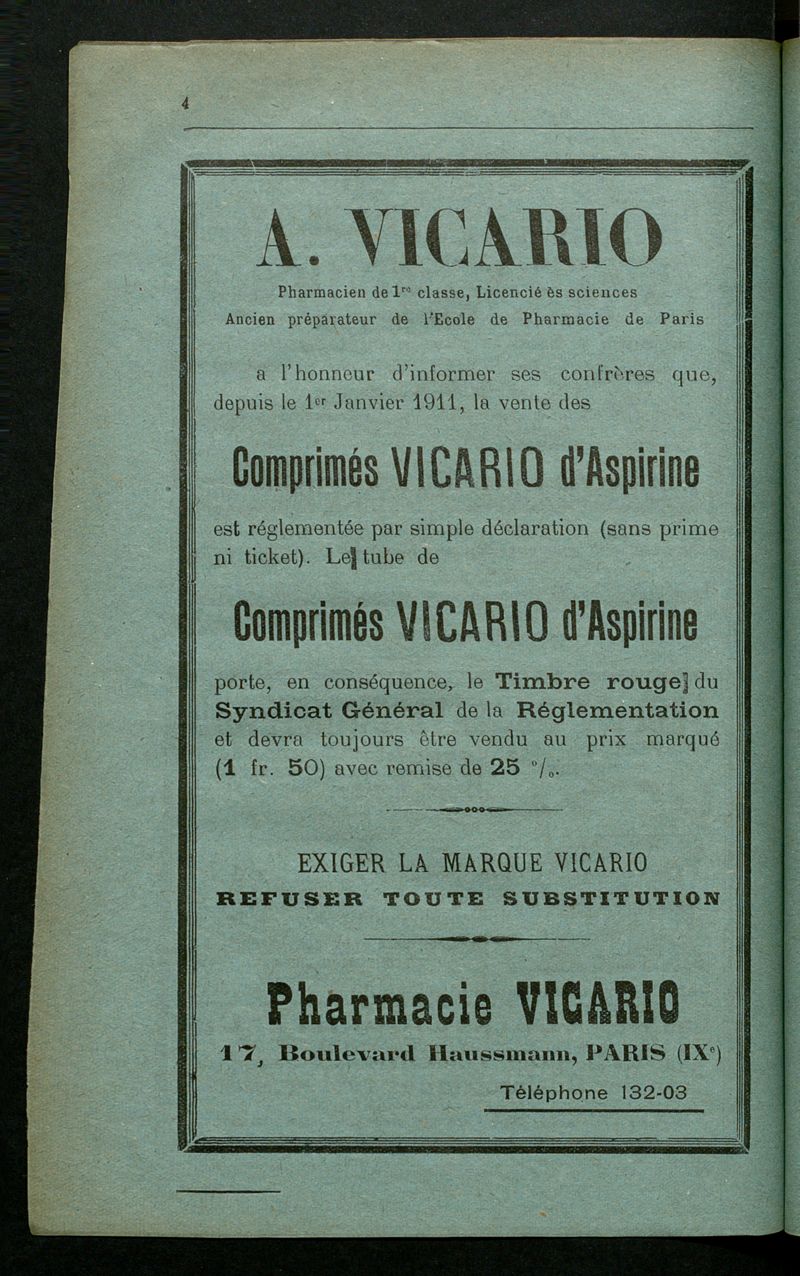 4
A. VICARIO
Pharmacien de 1re classe, Licencié ès sciences
Ancien préparateur de l'Ecole de Pharmacie de Paris
a l'honneur d'informer ses confrères que,
depuis le 1er Janvier 1911, la vente des
Comprimés VICARIO d'Aspirine
est réglementée par simple déclaration (sans prime
ni ticket). Le tube de
Comprimés VICARIO d'Aspirine
porte, en conséquence, le Timbre rouge du
Syndicat Général de la Réglementation
et devra toujours être vendu au prix marqué
(1 fr. 50) avec remise de 25 %.
EXIGER LA MARQUE VICARIO
REFUSER TOUTE SUBSTITUTION
Pharmacie VICARIO
17, Boulevard Haussmann, PARIS (IXe)
Téléphone 132-03